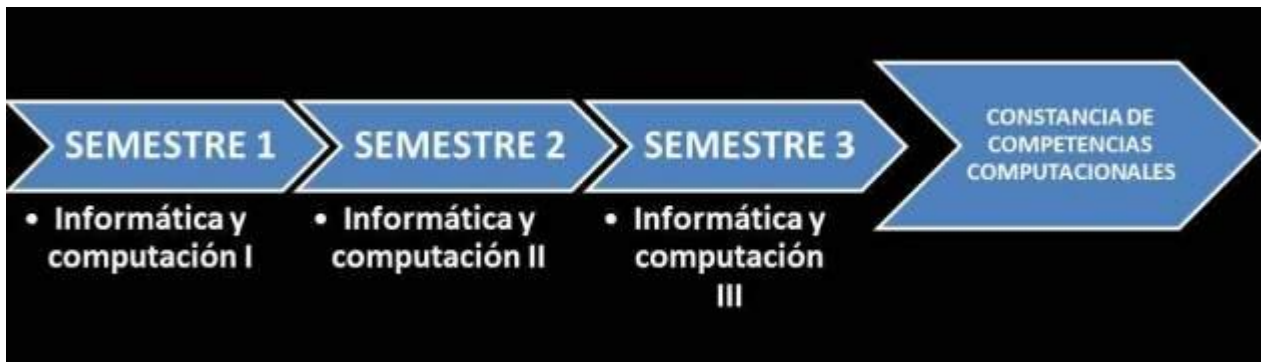 SEMESTRE 1
• Informática y
computación I
SEMESTRE 2
• Informática y
computación II
SEMESTRE 3
• Informática y
computación
III
CONSTANCIA DE
COMPETENCIAS
COMPUTACIONALES